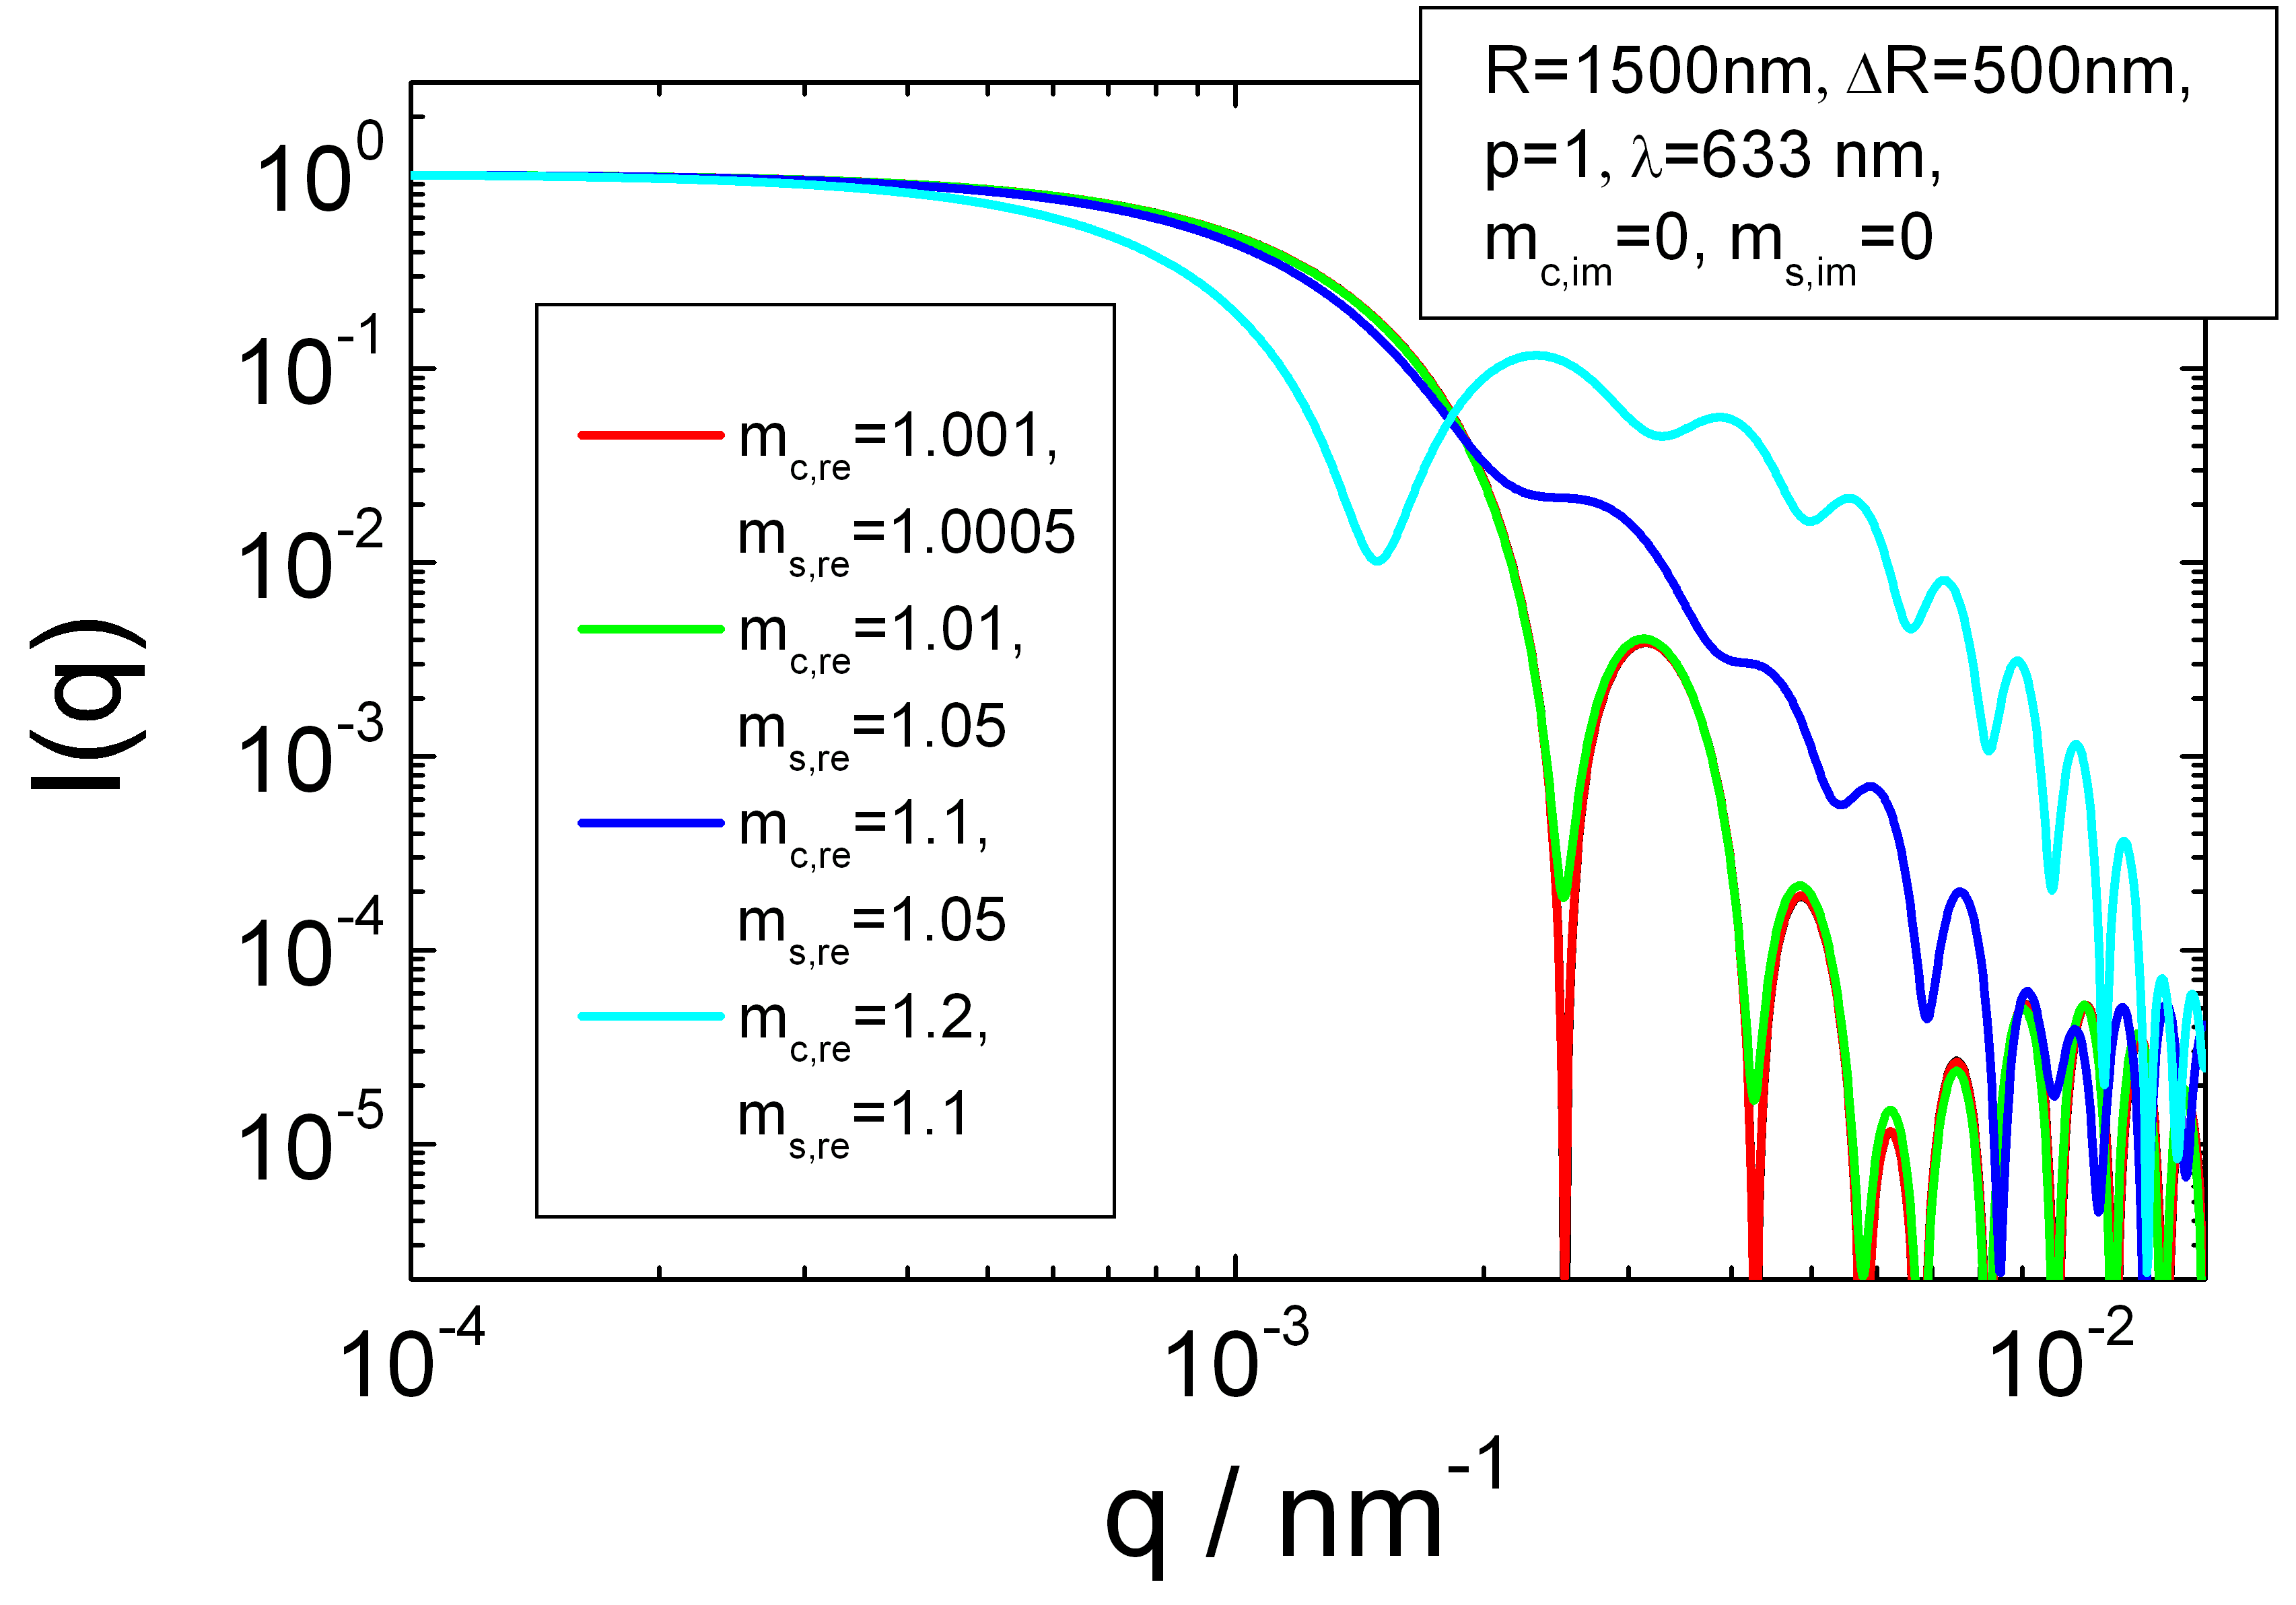 R=1500nm, ΔR=500nm,
p=1, λ=633 nm,
m_c,im=0, m_s,im=0
10^0
10^-1
10^-2
10^-3
10^-4
10^-5
I(q)
m_c,re=1.001,
m_s,re=1.0005
m_c,re=1.01,
m_s,re=1.05
m_c,re=1.1,
m_s,re=1.05
m_c,re=1.2,
m_s,re=1.1
10^-4 10^-3 10^-2
q / nm^-1